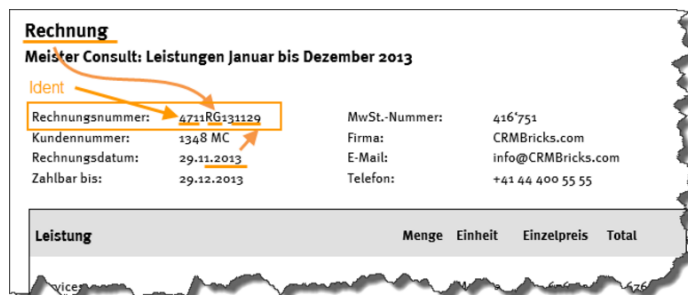 Rechnung
Meister Consult: Leistungen Januar bis Dezember 2013
Ident
Rechnungsnummer: 4711RG131129 MwSt.-Nummer: 416'751
Kundennummer: 1348 MC Firma: CRMBricks.com
Rechnungsdatum: 29.11.2013 E-Mail: info@CRMBricks.com
Zahlbar bis: 29.12.2013 Telefon: +41 44 400 55 55
Leistung Menge Einheit Einzelpreis Total